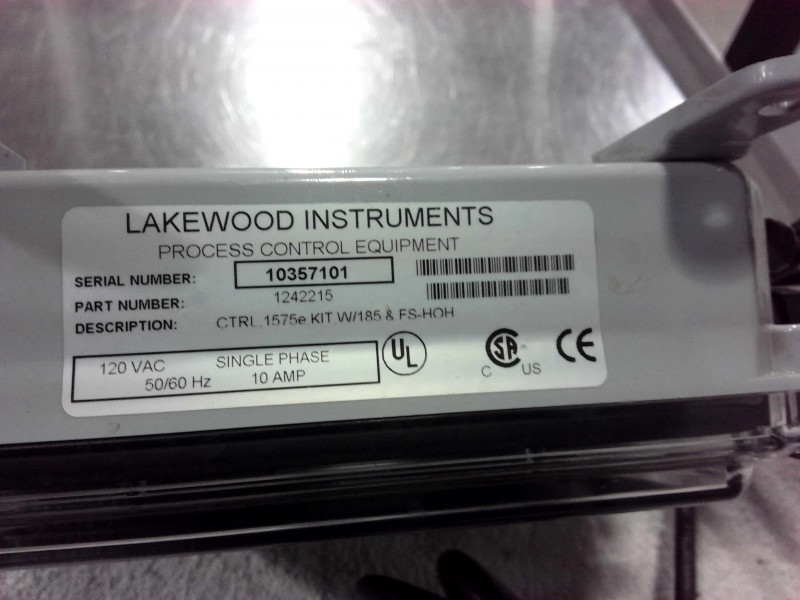 LAKEWOOD INSTRUMENTS
PROCESS CONTROL EQUIPMENT
SERIAL NUMBER: 10357101
PART NUMBER: 1242215
DESCRIPTION: CTRL,1575e,KIT,W/185 & FS-HOH
120 VAC SINGLE PHASE
50/60 Hz 10 AMP
UL
C SA US
CE